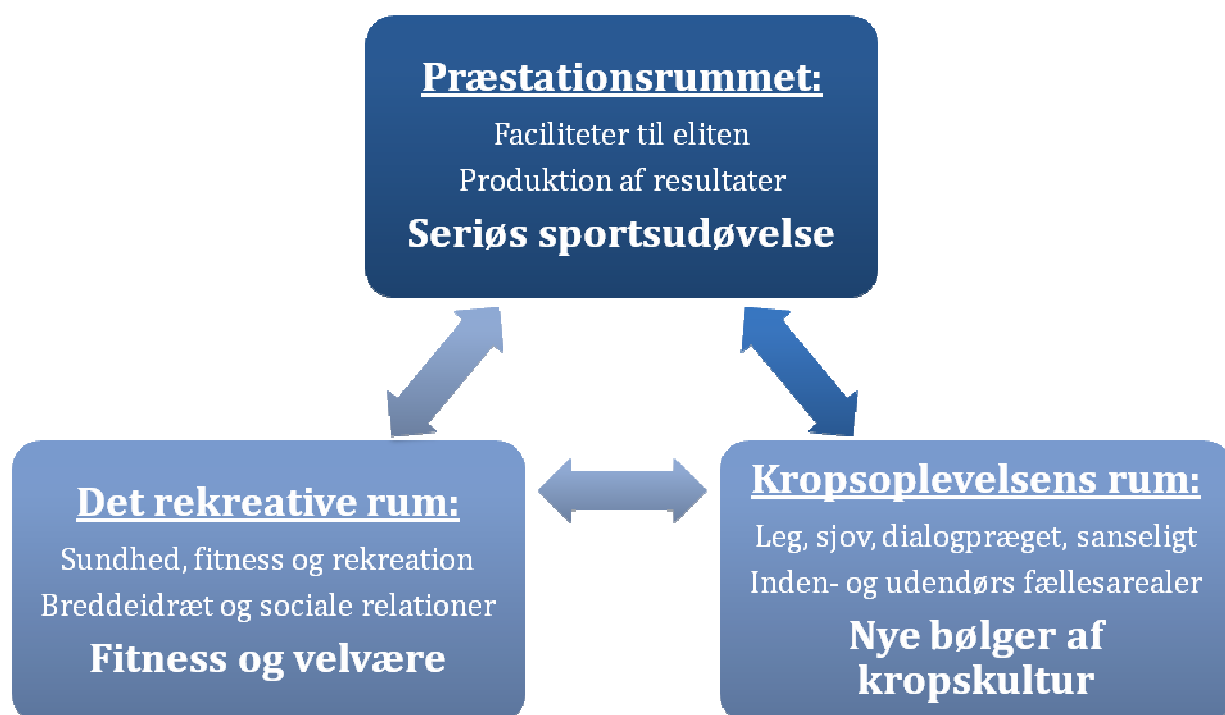 Præstationsrummet:
Faciliteter til eliten
Produktion af resultater
Seriøs sportsudøvelse
Det rekreative rum:
Sundhed, fitness og rekreation
Breddeidræt og sociale relationer
Fitness og velvære
Kropsoplevelsens rum:
Leg, sjov, dialogpræget, sanseligt
Inden- og udendørs fællesarealer
Nye bølger af
kropskultur